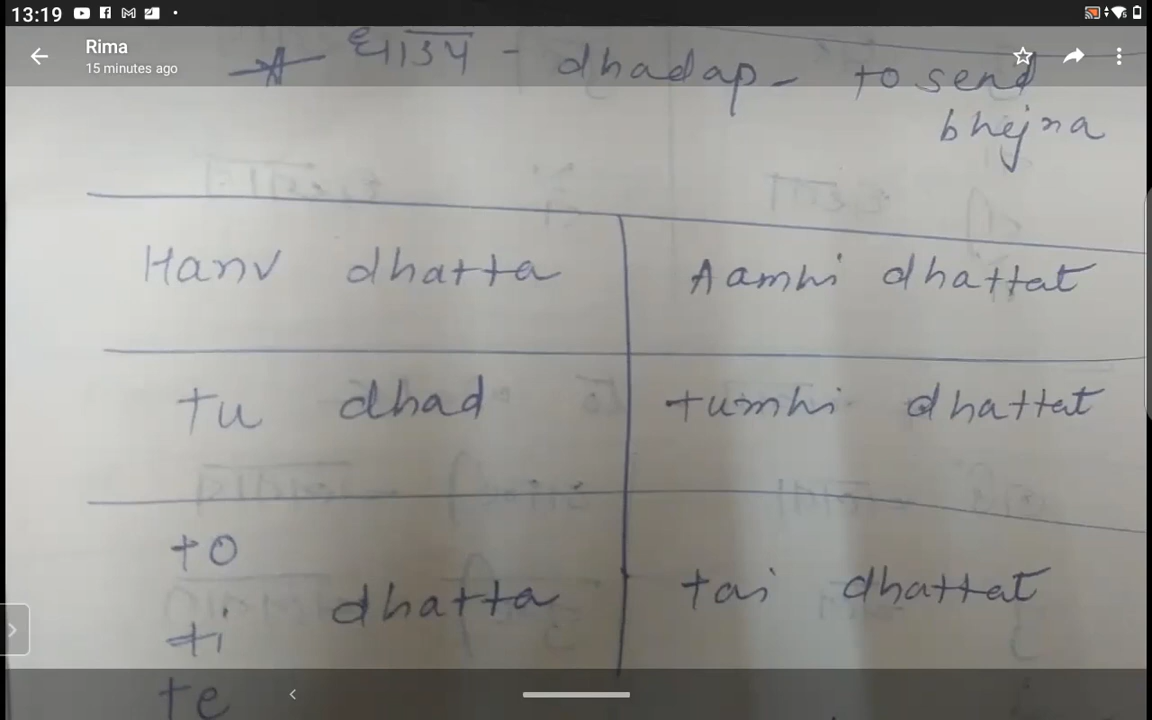 13:19
Rima
15 minutes ago
धाडप - dhadap - to send
bhejna
Hanv dhatta Aamhi dhattat
tu dhad tumhi dhattat
to
ti dhatta tai dhattat
te